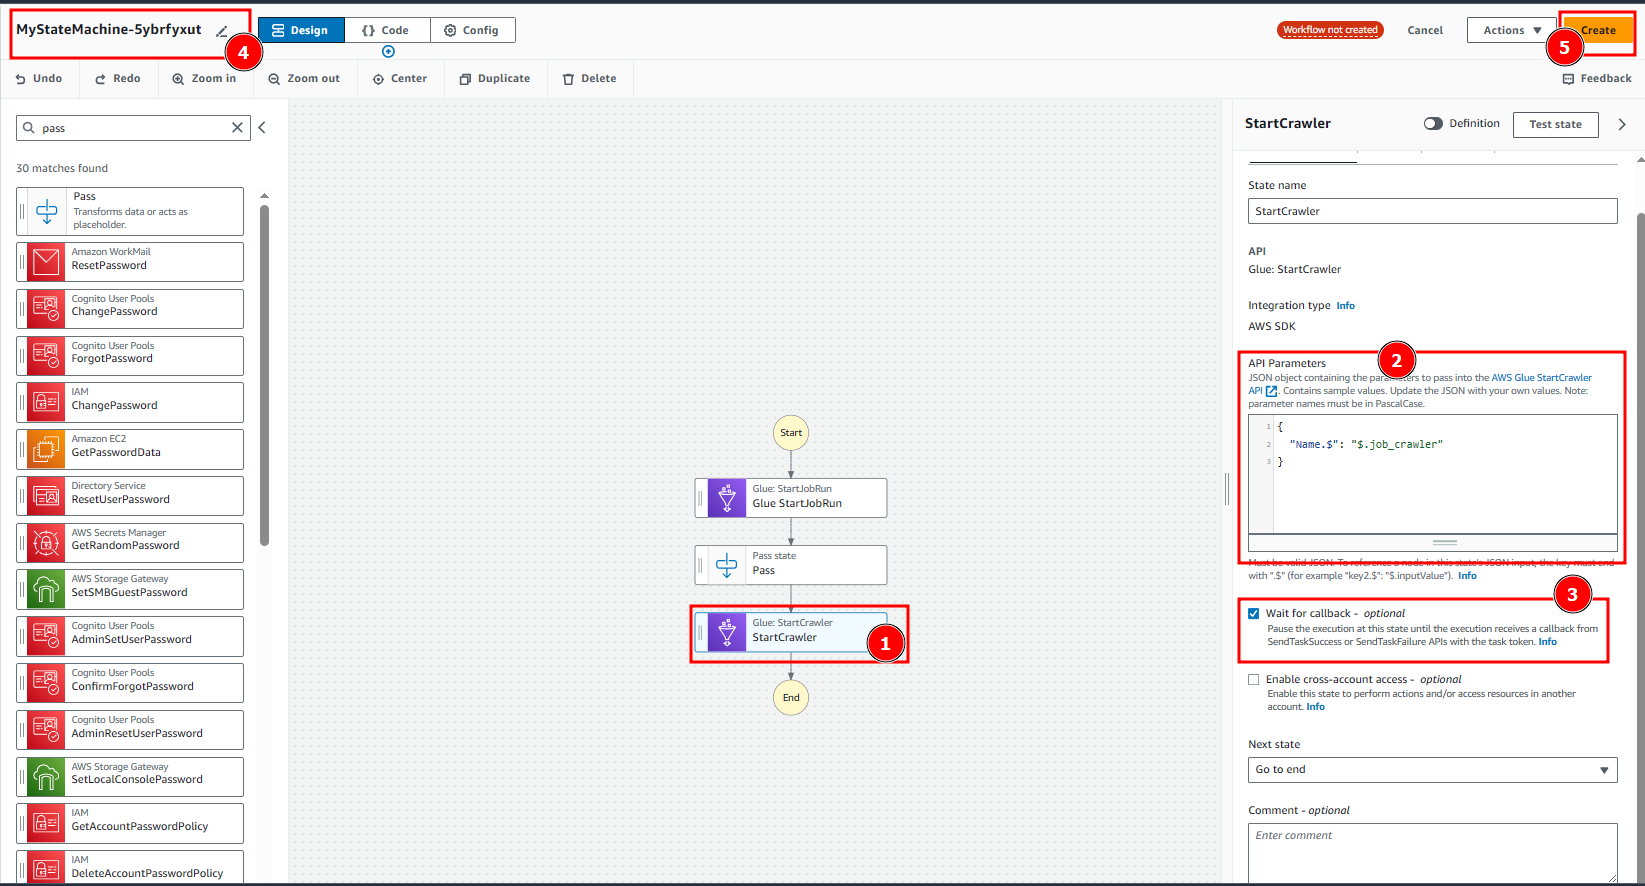 MyStateMachine-5ybrfyxut
4
Design
{} Code
Config
Workflow not created
Cancel
Actions
5
Create
Undo
Redo
Zoom in
Zoom out
Center
Duplicate
Delete
Feedback
pass
30 matches found
Pass
Transforms data or acts as
placeholder.
Amazon WorkMail
ResetPassword
Cognito User Pools
ChangePassword
Cognito User Pools
ForgotPassword
IAM
ChangePassword
Amazon EC2
GetPasswordData
Directory Service
ResetUserPassword
AWS Secrets Manager
GetRandomPassword
AWS Storage Gateway
SetSMBGuestPassword
Cognito User Pools
AdminSetUserPassword
Cognito User Pools
ConfirmForgotPassword
Cognito User Pools
AdminResetUserPassword
AWS Storage Gateway
SetLocalConsolePassword
IAM
GetAccountPasswordPolicy
IAM
DeleteAccountPasswordPolicy
Start
Glue: StartJobRun
Glue StartJobRun
Pass state
Pass
Glue: StartCrawler
StartCrawler
1
End
StartCrawler
Definition
Test state
State name
StartCrawler
API
Glue: StartCrawler
Integration type Info
AWS SDK
2
API Parameters
JSON object containing the parameters to pass into the AWS Glue StartCrawler
API . Contains sample values. Update the JSON with your own values. Note:
parameter names must be in PascalCase.
1 {
2 "Name.$": "$.job_crawler"
3 }
Must be valid JSON. To reference a node in this state's JSON input, the key must end
with ".$" (for example "key2.$": "$.inputValue"). Info
3
Wait for callback - optional
Pause the execution at this state until the execution receives a callback from
SendTaskSuccess or SendTaskFailure APIs with the task token. Info
Enable cross-account access - optional
Enable this state to perform actions and/or access resources in another
account. Info
Next state
Go to end
Comment - optional
Enter comment